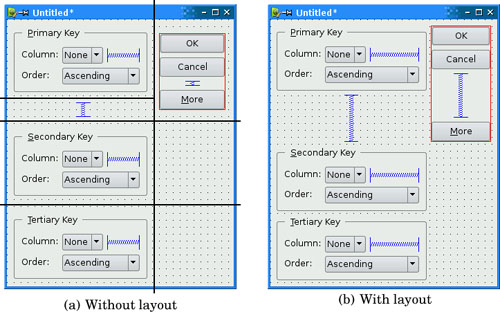 Untitled*
Primary Key
Column: None
Order: Ascending
OK
Cancel
More
Secondary Key
Column: None
Order: Ascending
Tertiary Key
Column: None
Order: Ascending
(a) Without layout
Untitled*
Primary Key
Column: None
Order: Ascending
OK
Cancel
More
Secondary Key
Column: None
Order: Ascending
Tertiary Key
Column: None
Order: Ascending
(b) With layout